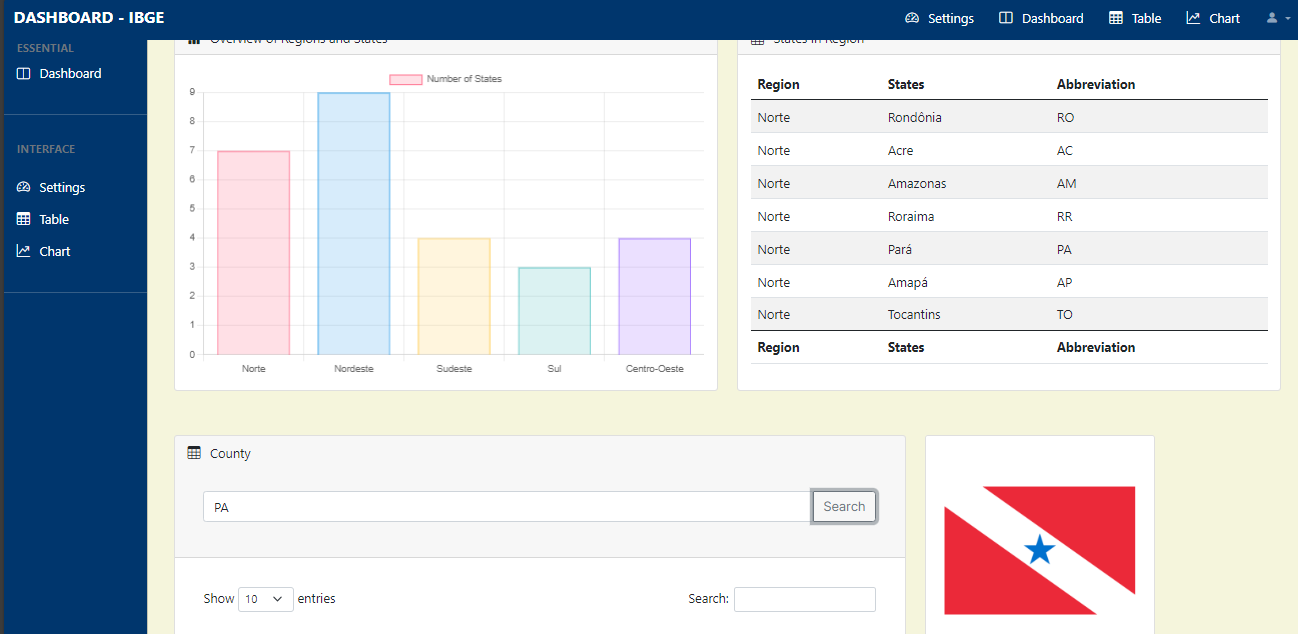 DASHBOARD - IBGE
Settings
Dashboard
Table
Chart
ESSENTIAL
Dashboard
INTERFACE
Settings
Table
Chart
Overview of Regions and States
Number of States
9
8
7
6
5
4
3
2
1
0
Norte Nordeste Sudeste Sul Centro-Oeste
States in Region
Region States Abbreviation
Norte Rondônia RO
Norte Acre AC
Norte Amazonas AM
Norte Roraima RR
Norte Pará PA
Norte Amapá AP
Norte Tocantins TO
Region States Abbreviation
County
PA
Search
Show 10 entries
Search: